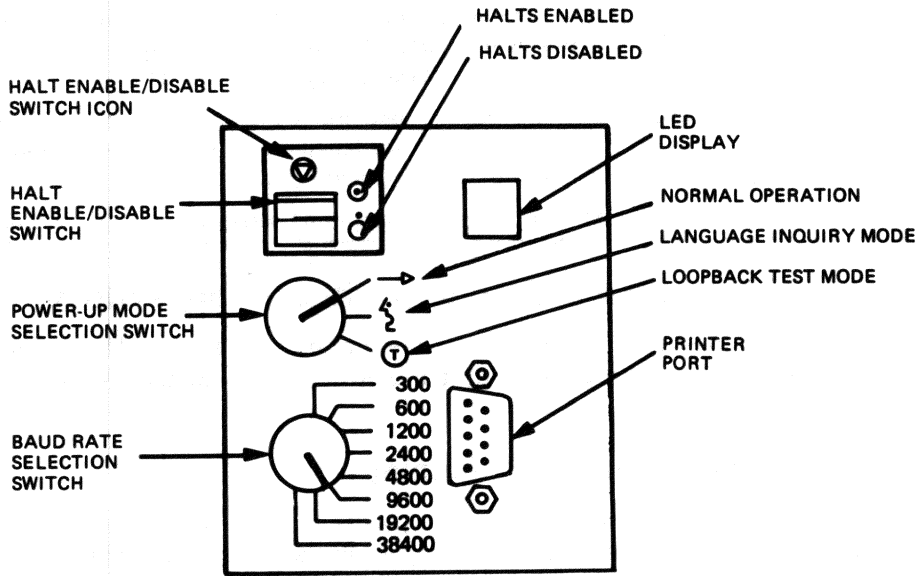 HALTS ENABLED
HALTS DISABLED
HALT ENABLE/DISABLE
SWITCH ICON
LED
DISPLAY
HALT
ENABLE/DISABLE
SWITCH
NORMAL OPERATION
LANGUAGE INQUIRY MODE
LOOPBACK TEST MODE
POWER-UP MODE
SELECTION SWITCH
T
PRINTER
PORT
300
600
1200
2400
4800
9600
19200
38400
BAUD RATE
SELECTION
SWITCH